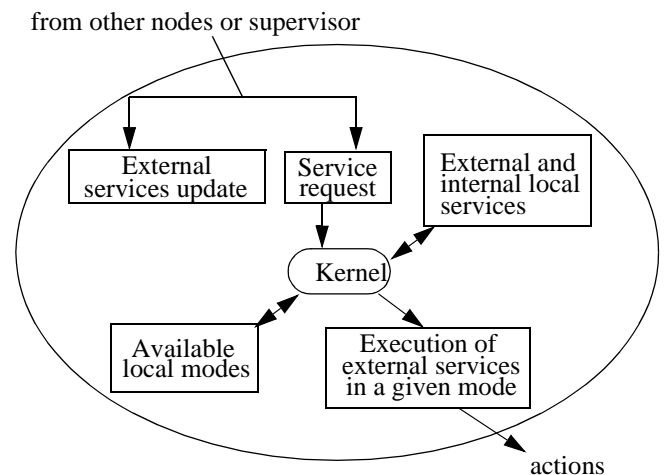 from other nodes or supervisor
External
services update
Service
request
External and
internal local
services
Kernel
Available
local modes
Execution of
external services
in a given mode
actions